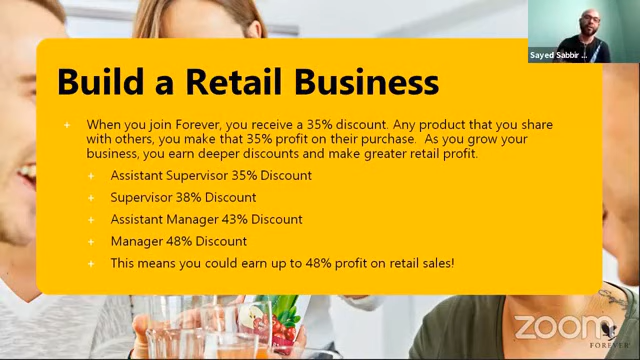 Sayed Sabbir ...
Build a Retail Business
When you join Forever, you receive a 35% discount. Any product that you share
with others, you make that 35% profit on their purchase. As you grow your
business, you earn deeper discounts and make greater retail profit.
Assistant Supervisor 35% Discount
Supervisor 38% Discount
Assistant Manager 43% Discount
Manager 48% Discount
This means you could earn up to 48% profit on retail sales!
zoom
FOREVER